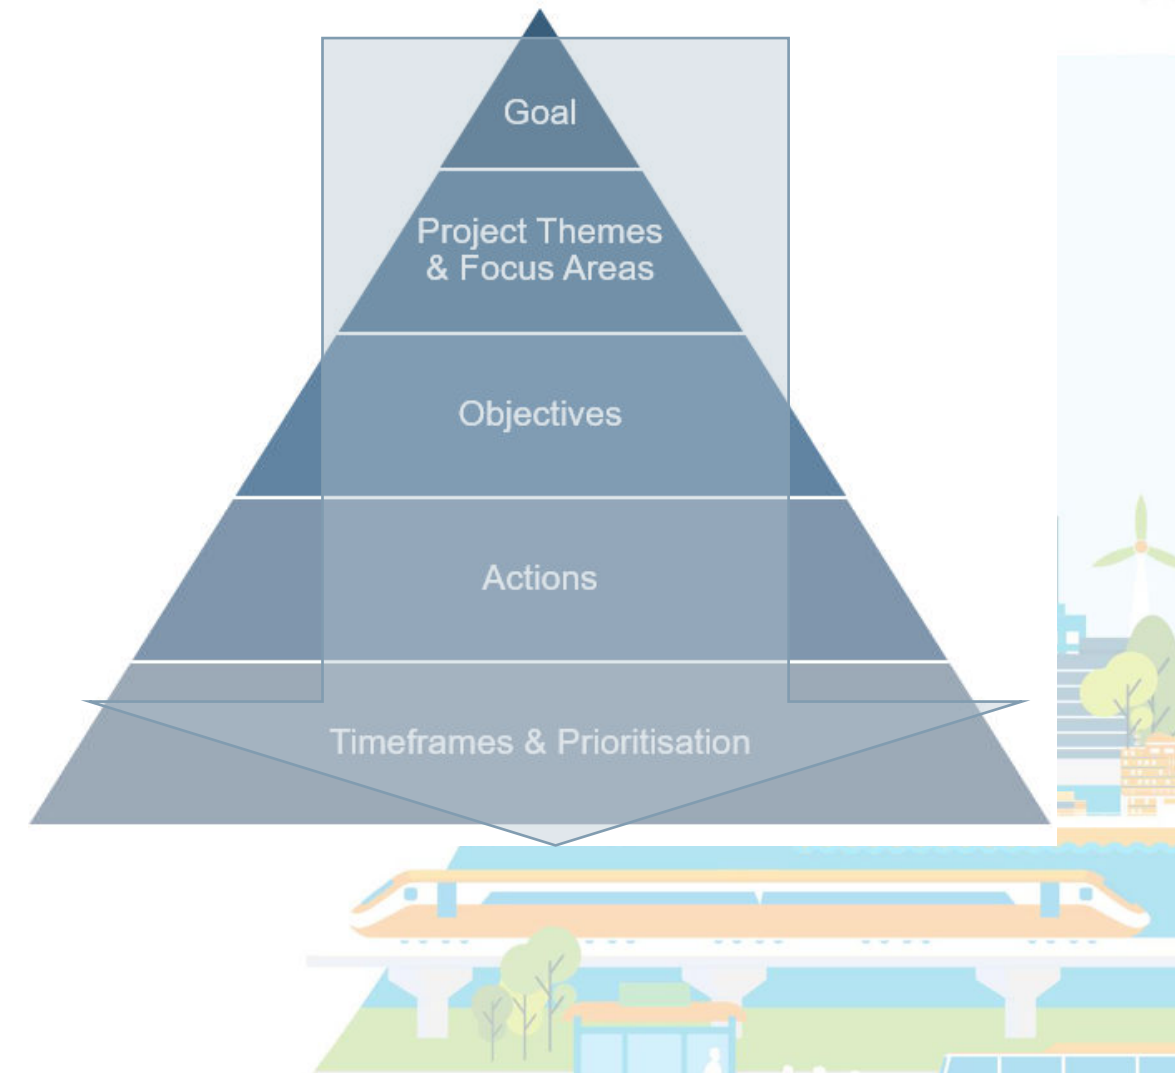 Goal
Project Themes
& Focus Areas
Objectives
Actions
Timeframes & Prioritisation